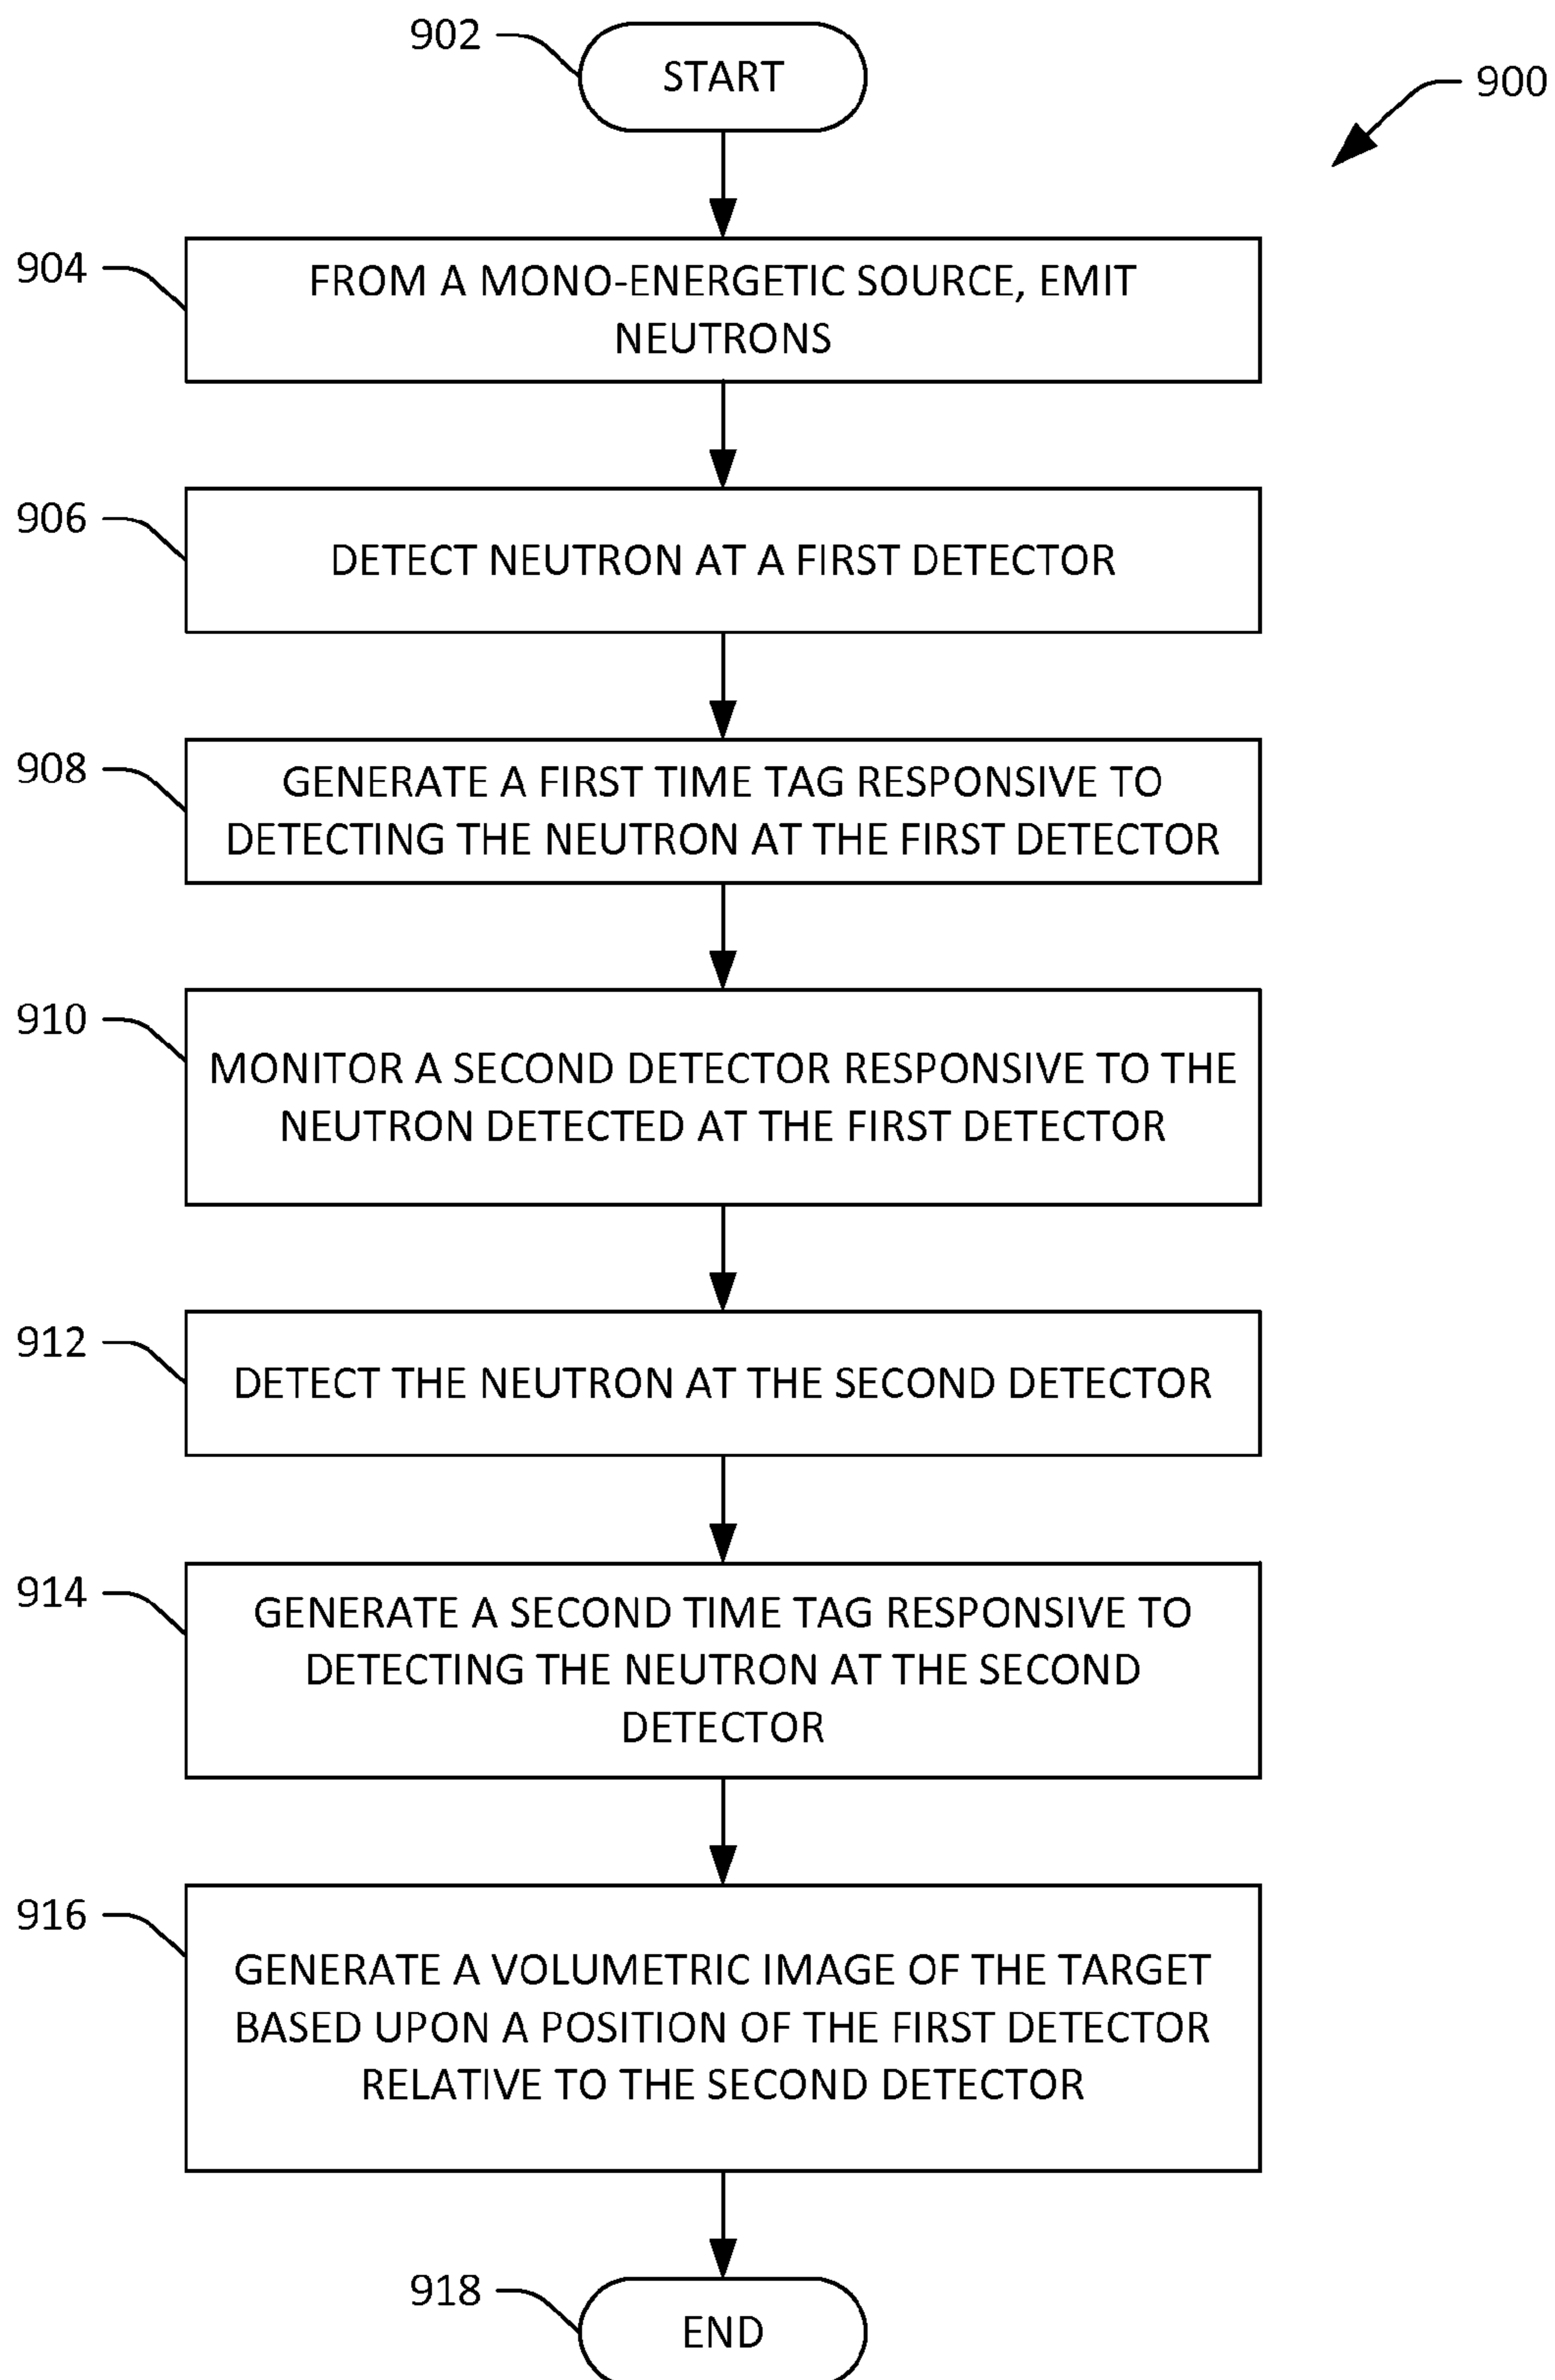 902
START
900
904
FROM A MONO-ENERGETIC SOURCE, EMIT
NEUTRONS
906
DETECT NEUTRON AT A FIRST DETECTOR
908
GENERATE A FIRST TIME TAG RESPONSIVE TO
DETECTING THE NEUTRON AT THE FIRST DETECTOR
910
MONITOR A SECOND DETECTOR RESPONSIVE TO THE
NEUTRON DETECTED AT THE FIRST DETECTOR
912
DETECT THE NEUTRON AT THE SECOND DETECTOR
914
GENERATE A SECOND TIME TAG RESPONSIVE TO
DETECTING THE NEUTRON AT THE SECOND
DETECTOR
916
GENERATE A VOLUMETRIC IMAGE OF THE TARGET
BASED UPON A POSITION OF THE FIRST DETECTOR
RELATIVE TO THE SECOND DETECTOR
918
END